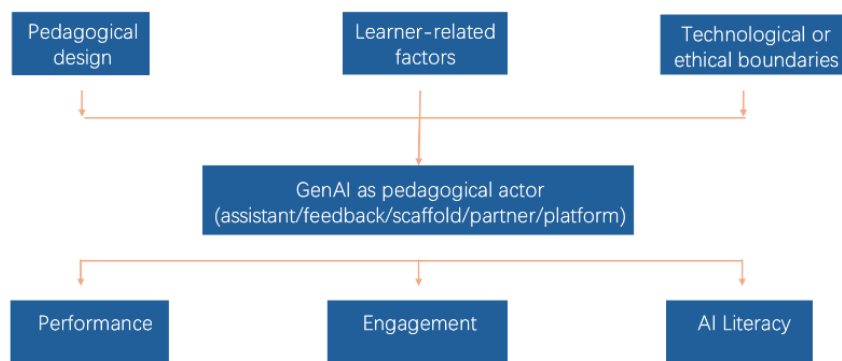 Pedagogical
design
Learner-related
factors
Technological or
ethical boundaries
GenAI as pedagogical actor
(assistant/feedback/scaffold/partner/platform)
Performance
Engagement
AI Literacy